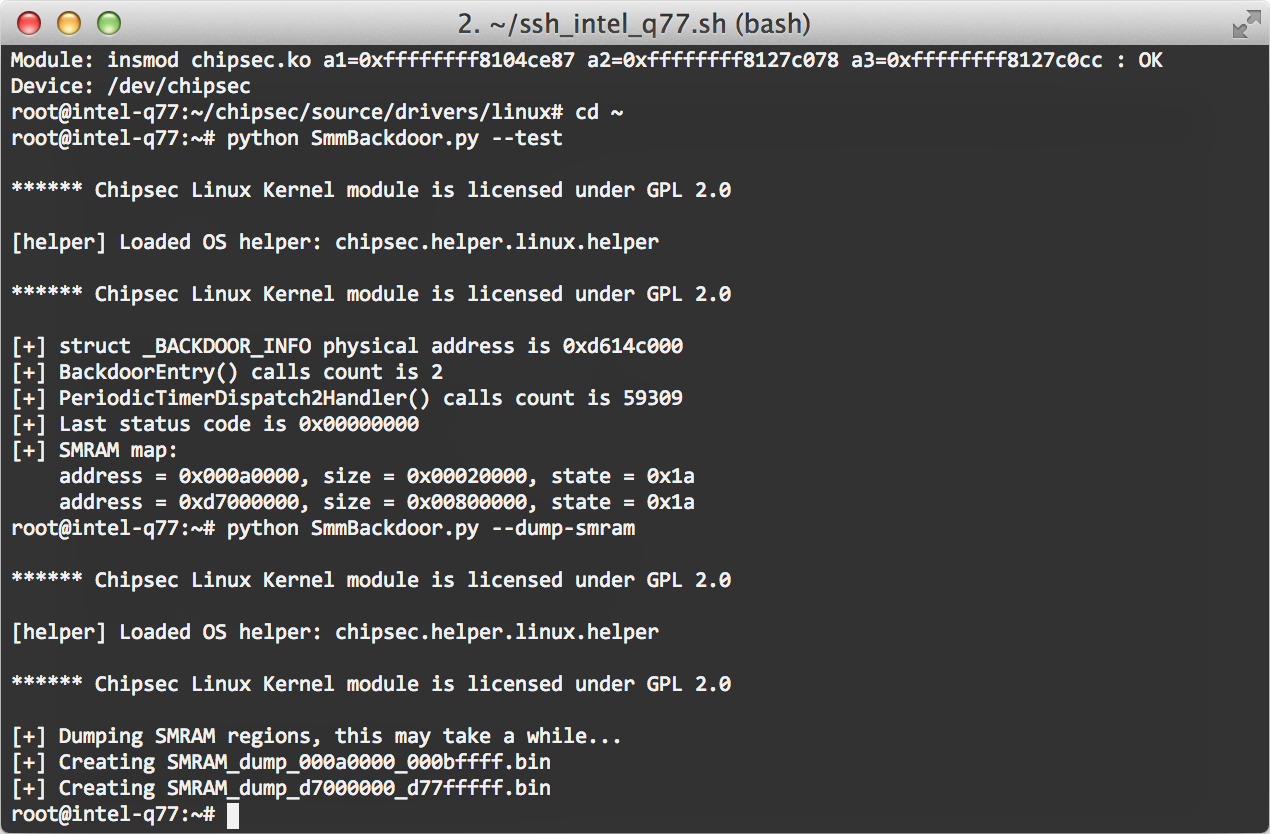 2. ~/ssh_intel_q77.sh (bash)
Module: insmod chipsec.ko a1=0xffffffff8104ce87 a2=0xffffffff8127c078 a3=0xffffffff8127c0cc : OK
Device: /dev/chipsec
root@intel-q77:~/chipsec/source/drivers/linux# cd ~
root@intel-q77:~# python SmmBackdoor.py --test
****** Chipsec Linux Kernel module is licensed under GPL 2.0
[helper] Loaded OS helper: chipsec.helper.linux.helper
****** Chipsec Linux Kernel module is licensed under GPL 2.0
[+] struct _BACKDOOR_INFO physical address is 0xd614c000
[+] BackdoorEntry() calls count is 2
[+] PeriodicTimerDispatch2Handler() calls count is 59309
[+] Last status code is 0x00000000
[+] SMRAM map:
    address = 0x000a0000, size = 0x00020000, state = 0x1a
    address = 0xd7000000, size = 0x00800000, state = 0x1a
root@intel-q77:~# python SmmBackdoor.py --dump-smram
****** Chipsec Linux Kernel module is licensed under GPL 2.0
[helper] Loaded OS helper: chipsec.helper.linux.helper
****** Chipsec Linux Kernel module is licensed under GPL 2.0
[+] Dumping SMRAM regions, this may take a while...
[+] Creating SMRAM_dump_000a0000_000bffff.bin
[+] Creating SMRAM_dump_d7000000_d77fffff.bin
root@intel-q77:~#